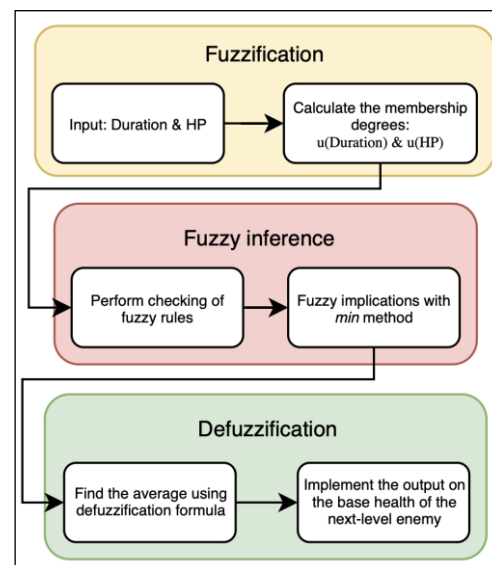 Fuzzification
Input: Duration & HP
Calculate the membership
degrees:
u(Duration) & u(HP)
Fuzzy inference
Perform checking of
fuzzy rules
Fuzzy implications with
min method
Defuzzification
Find the average using
defuzzification formula
Implement the output on
the base health of the
next-level enemy